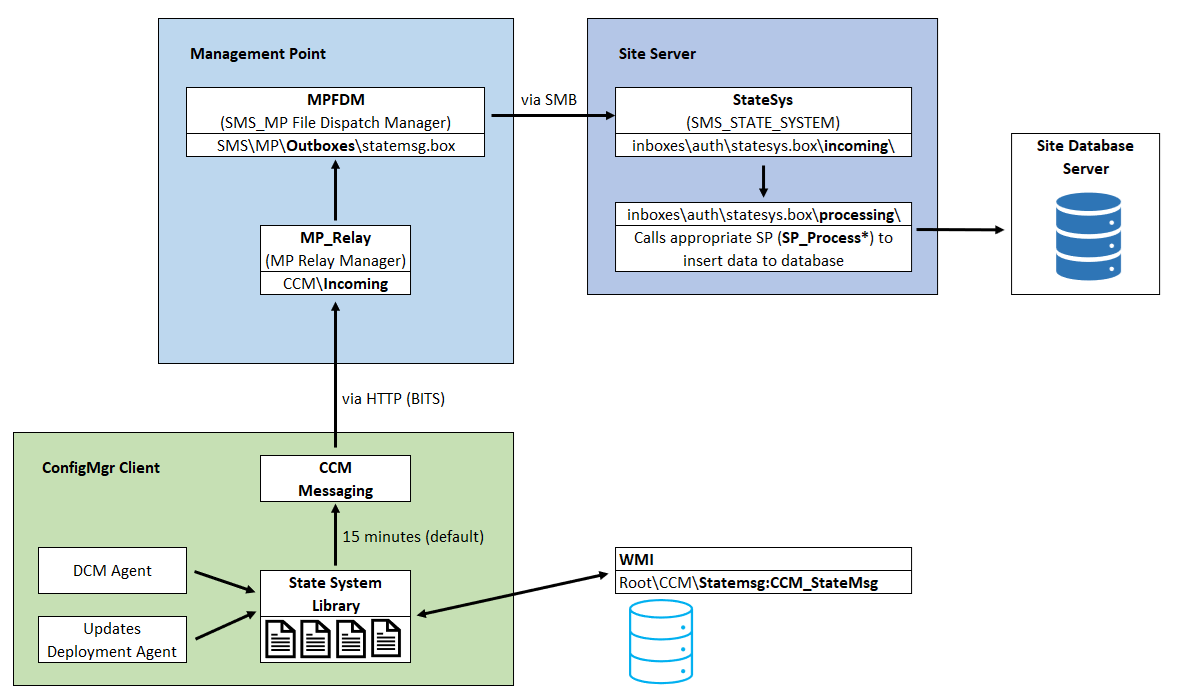 Management Point
MPFDM
(SMS_MP File Dispatch Manager)
SMS\MP\Outboxes\statemsg.box
via SMB
Site Server
StateSys
(SMS_STATE_SYSTEM)
inboxes\auth\statesys.box\incoming\
inboxes\auth\statesys.box\processing\
Calls appropriate SP (SP_Process*) to
insert data to database
Site Database
Server
MP_Relay
(MP Relay Manager)
CCM\Incoming
via HTTP (BITS)
ConfigMgr Client
CCM
Messaging
15 minutes (default)
DCM Agent
Updates
Deployment Agent
State System
Library
WMI
Root\CCM\Statemsg:CCM_StateMsg